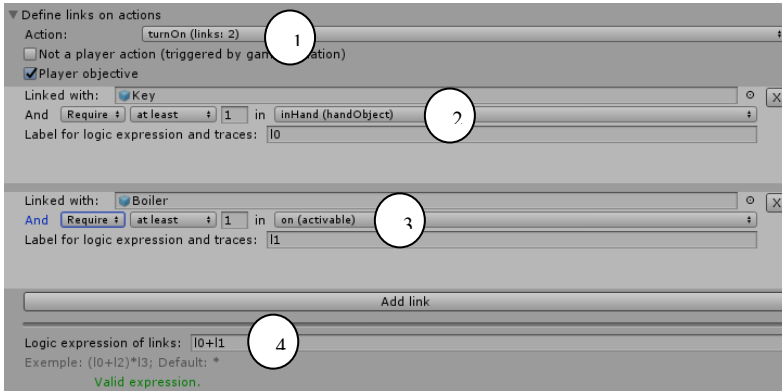 Define links on actions
Action: turnOn (links: 2) 1
Not a player action (triggered by game ation)
Player objective
Linked with: Key X
And Require at least 1 in inHand (handObject) 2
Label for logic expression and traces: l0
Linked with: Boiler X
And Require at least 1 in on (activable) 3
Label for logic expression and traces: l1
Add link
Logic expression of links: l0+l1 4
Exemple: (l0+l2)*l3; Default: *
Valid expression.